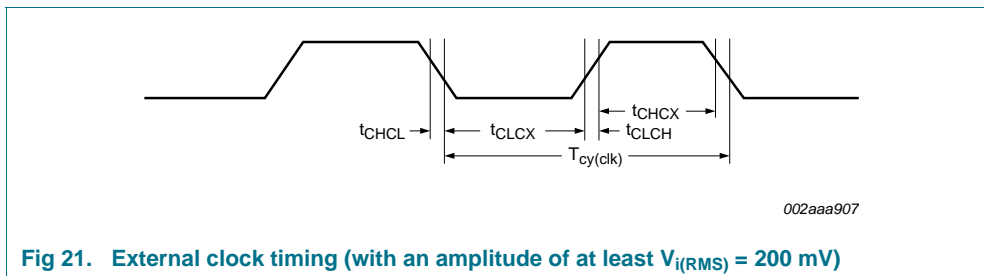 tCHCX
tCHCL tCLCX tCLCH
Tcy(clk)
002aaa907
Fig 21. External clock timing (with an amplitude of at least Vi(RMS) = 200 mV)